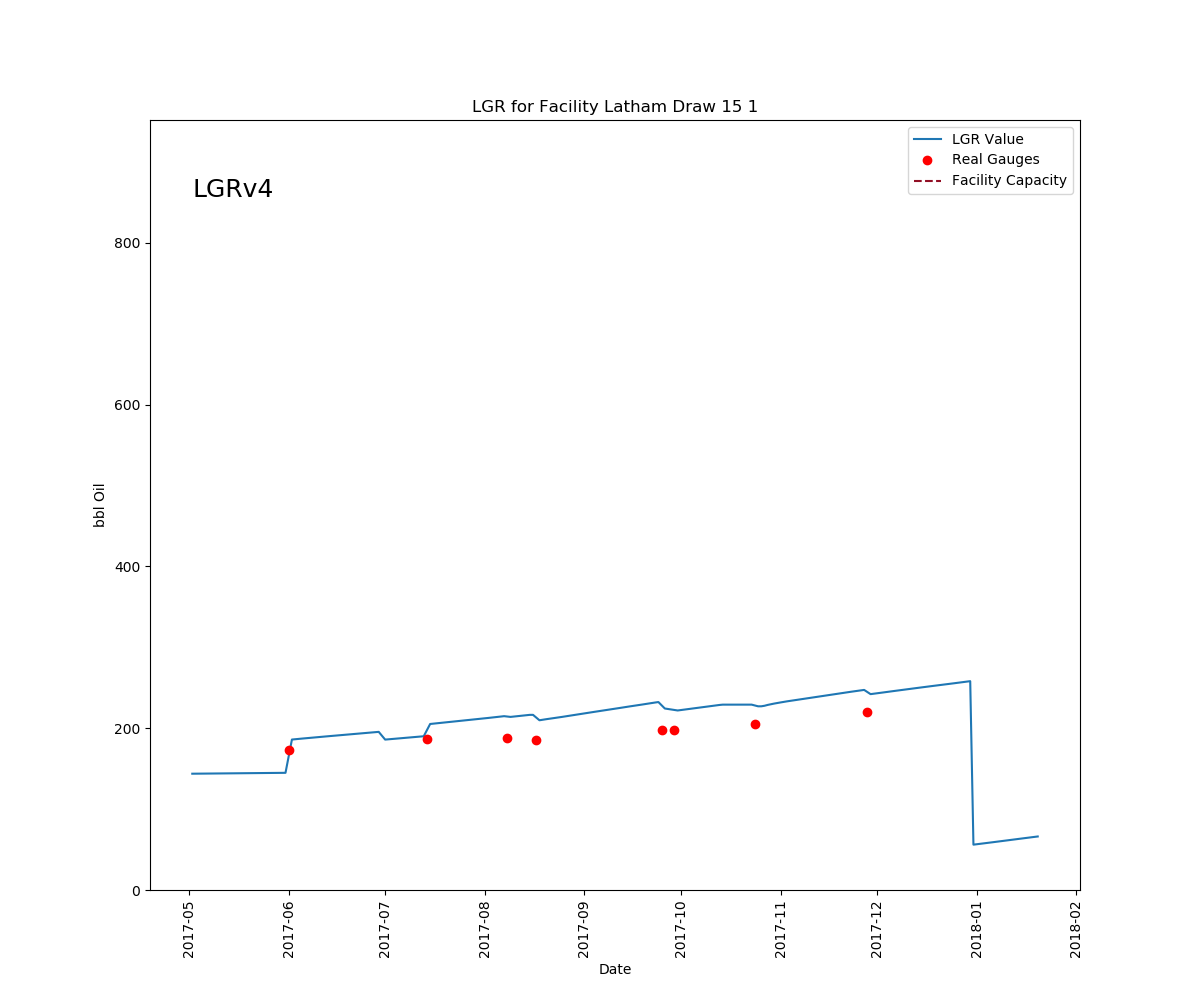 LGR for Facility Latham Draw 15 1
LGR Value
Real Gauges
Facility Capacity
LGRv4
800
600
400
200
0
bbl Oil
2017-05
2017-06
2017-07
2017-08
2017-09
2017-10
2017-11
2017-12
2018-01
2018-02
Date